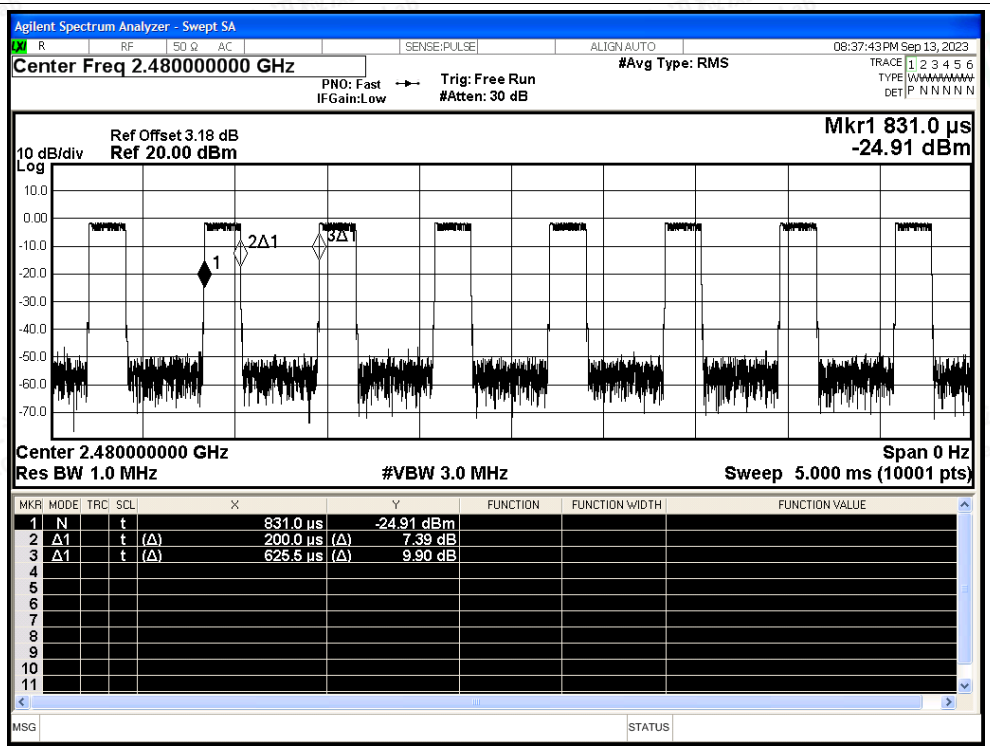 Agilent Spectrum Analyzer - Swept SA
LXI R RF 50 Ω AC SENSE:PULSE ALIGN AUTO 08:37:43 PM Sep 13, 2023
Center Freq 2.480000000 GHz #Avg Type: RMS TRACE 1 2 3 4 5 6
PNO: Fast Trig: Free Run TYPE WWWWWW
IFGain:Low #Atten: 30 dB DET P N N N N N
Mkr1 831.0 µs
Ref Offset 3.18 dB
10 dB/div Ref 20.00 dBm -24.91 dBm
Log
10.0
0.00
-10.0
-20.0
-30.0
-40.0
-50.0
-60.0
-70.0
1 2Δ1 3Δ1
Center 2.480000000 GHz Span 0 Hz
Res BW 1.0 MHz #VBW 3.0 MHz Sweep 5.000 ms (10001 pts)
MKR MODE TRC SCL X Y FUNCTION FUNCTION WIDTH FUNCTION VALUE
1 N t 831.0 µs -24.91 dBm
2 Δ1 t (Δ) 200.0 µs (Δ) 7.39 dB
3 Δ1 t (Δ) 625.5 µs (Δ) 9.90 dB
4
5
6
7
8
9
10
11
MSG STATUS